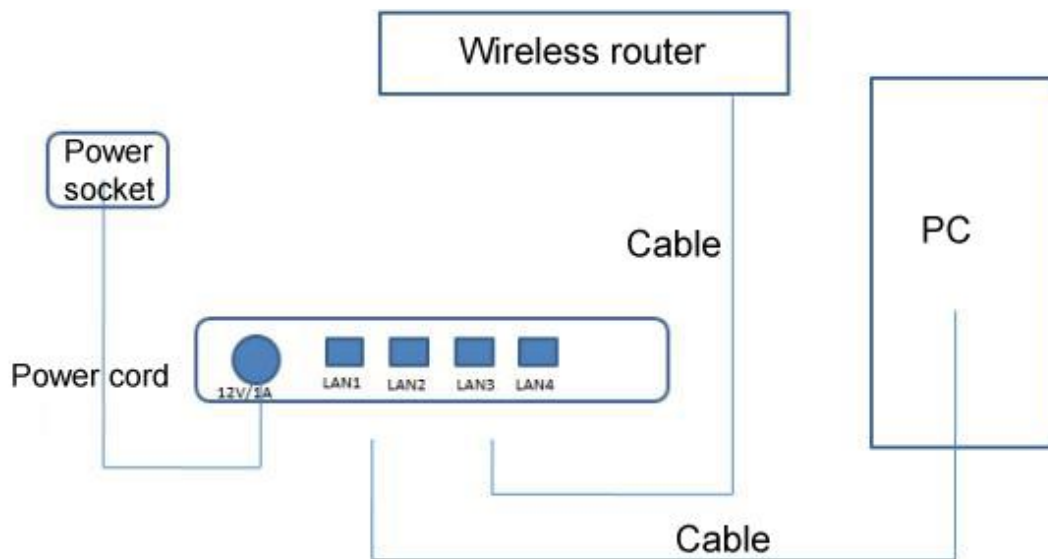 Wireless router
Power
socket
PC
Cable
Power cord
12V/1A
LAN1
LAN2
LAN3
LAN4
Cable